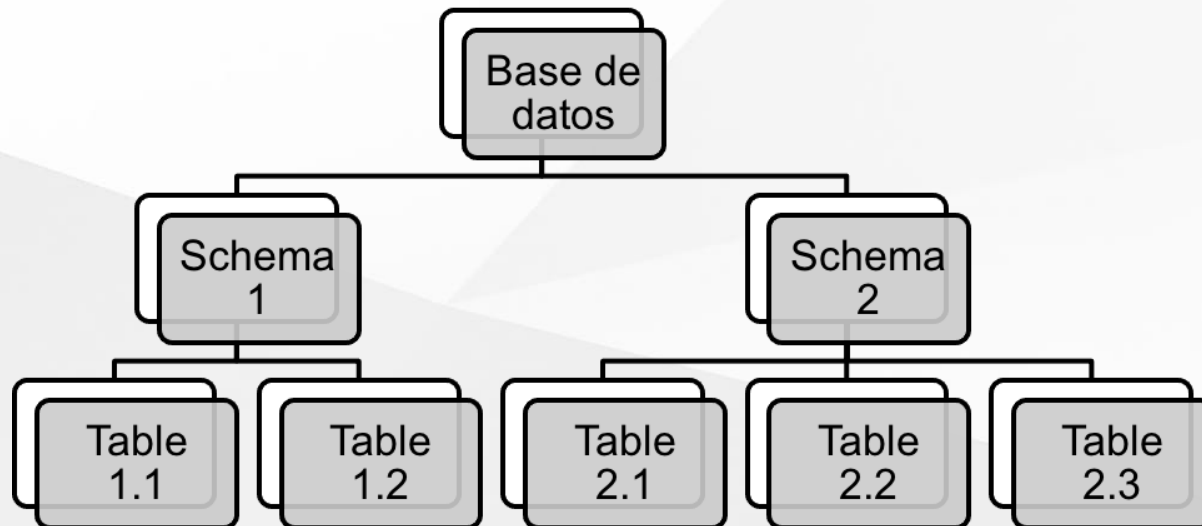 Base de
datos
Schema
1
Schema
2
Table
1.1
Table
1.2
Table
2.1
Table
2.2
Table
2.3